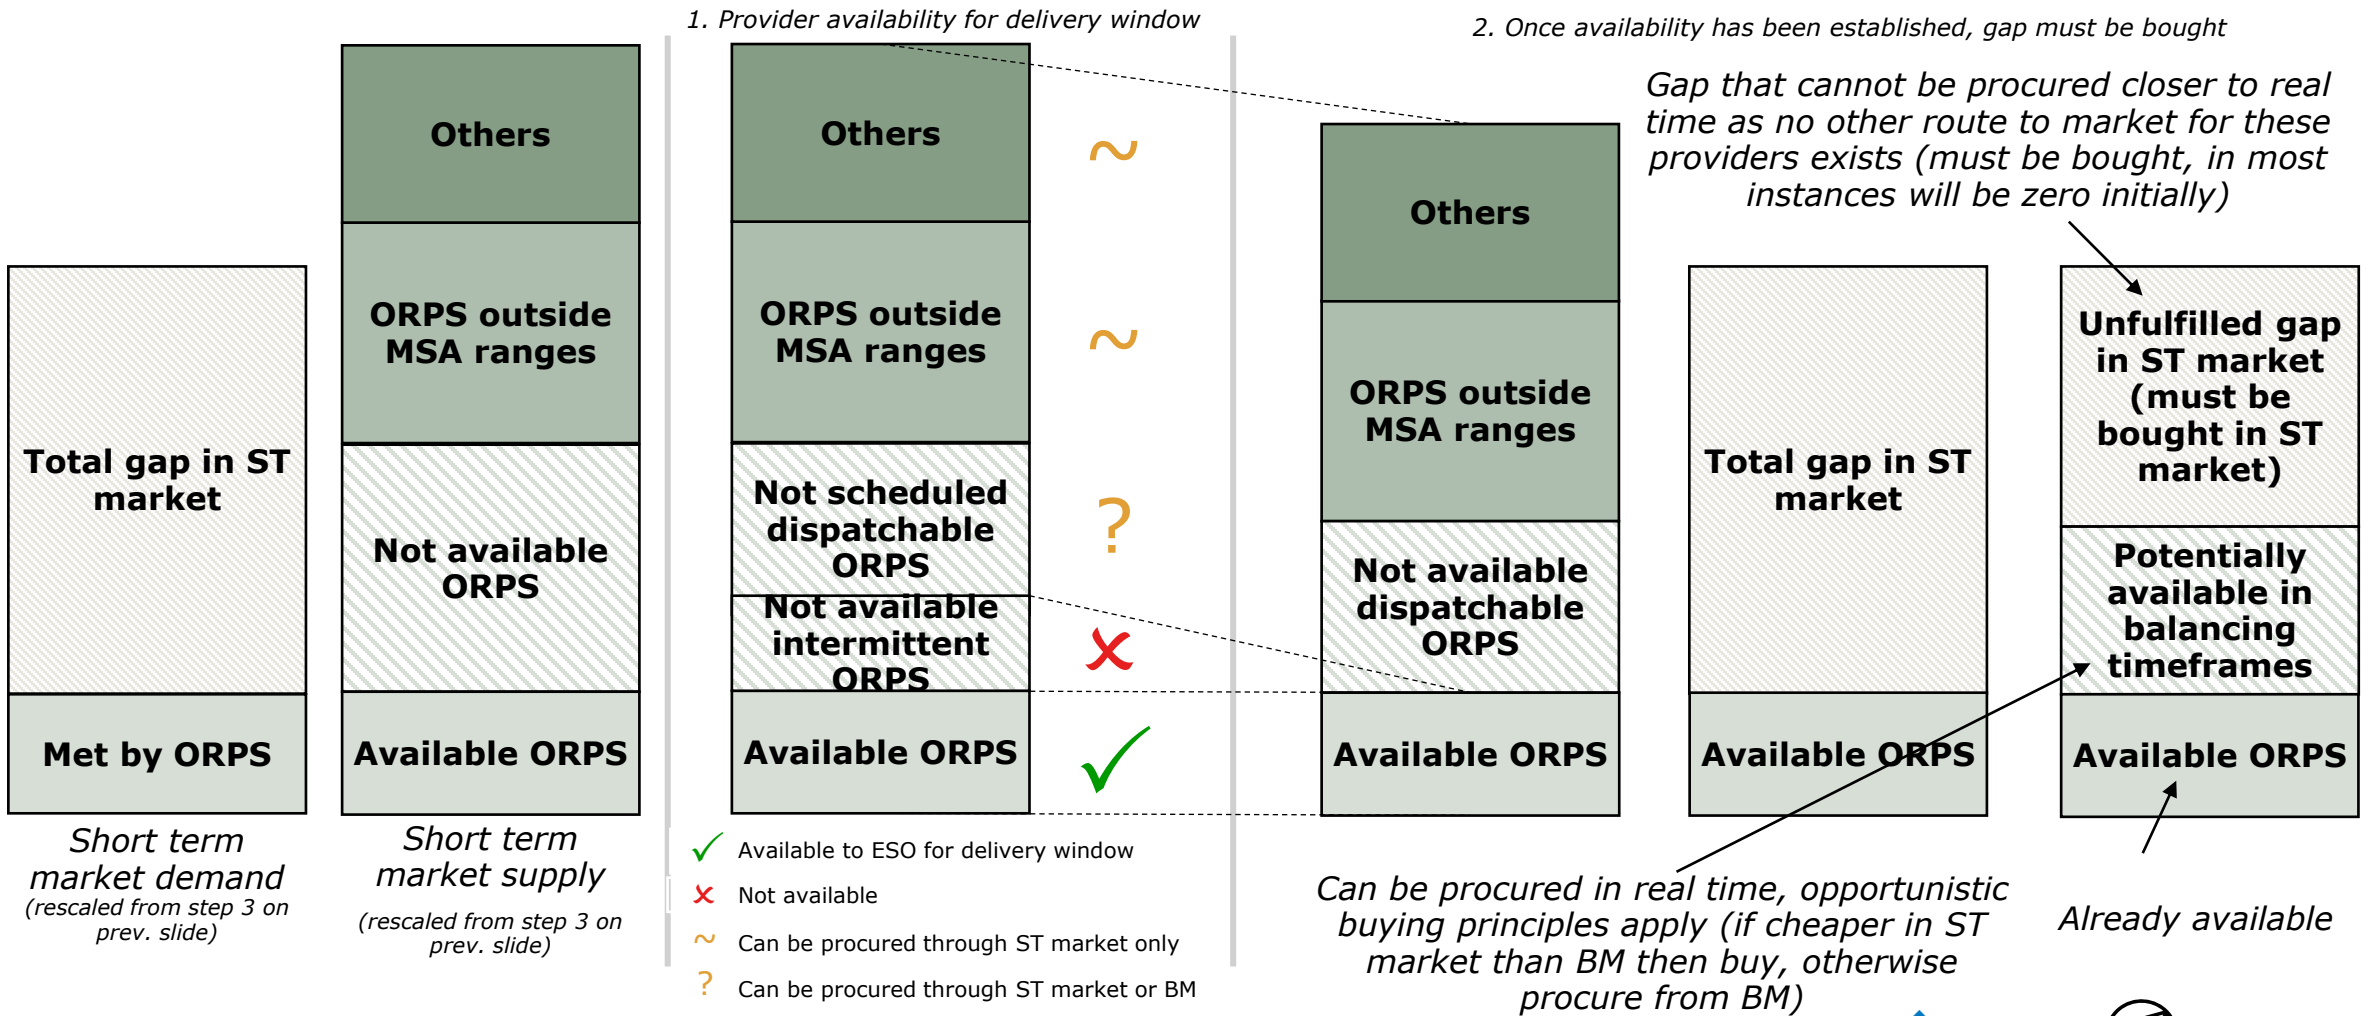 1. Provider availability for delivery window
2. Once availability has been established, gap must be bought
Total gap in ST
market
Met by ORPS
Short term
market demand
(rescaled from step 3 on
prev. slide)
Others
ORPS outside
MSA ranges
Not available
ORPS
Available ORPS
Short term
market supply
(rescaled from step 3 on
prev. slide)
Others
~
ORPS outside
MSA ranges
~
Not scheduled
dispatchable
ORPS
?
Not available
intermittent
ORPS
✗
Available ORPS
✓
✓ Available to ESO for delivery window
✗ Not available
~ Can be procured through ST market only
? Can be procured through ST market or BM
Others
ORPS outside
MSA ranges
Not available
dispatchable
ORPS
Available ORPS
Gap that cannot be procured closer to real
time as no other route to market for these
providers exists (must be bought, in most
instances will be zero initially)
Total gap in ST
market
Available ORPS
Unfulfilled gap
in ST market
(must be
bought in ST
market)
Potentially
available in
balancing
timeframes
Available ORPS
Can be procured in real time, opportunistic
buying principles apply (if cheaper in ST
market than BM then buy, otherwise
procure from BM)
Already available